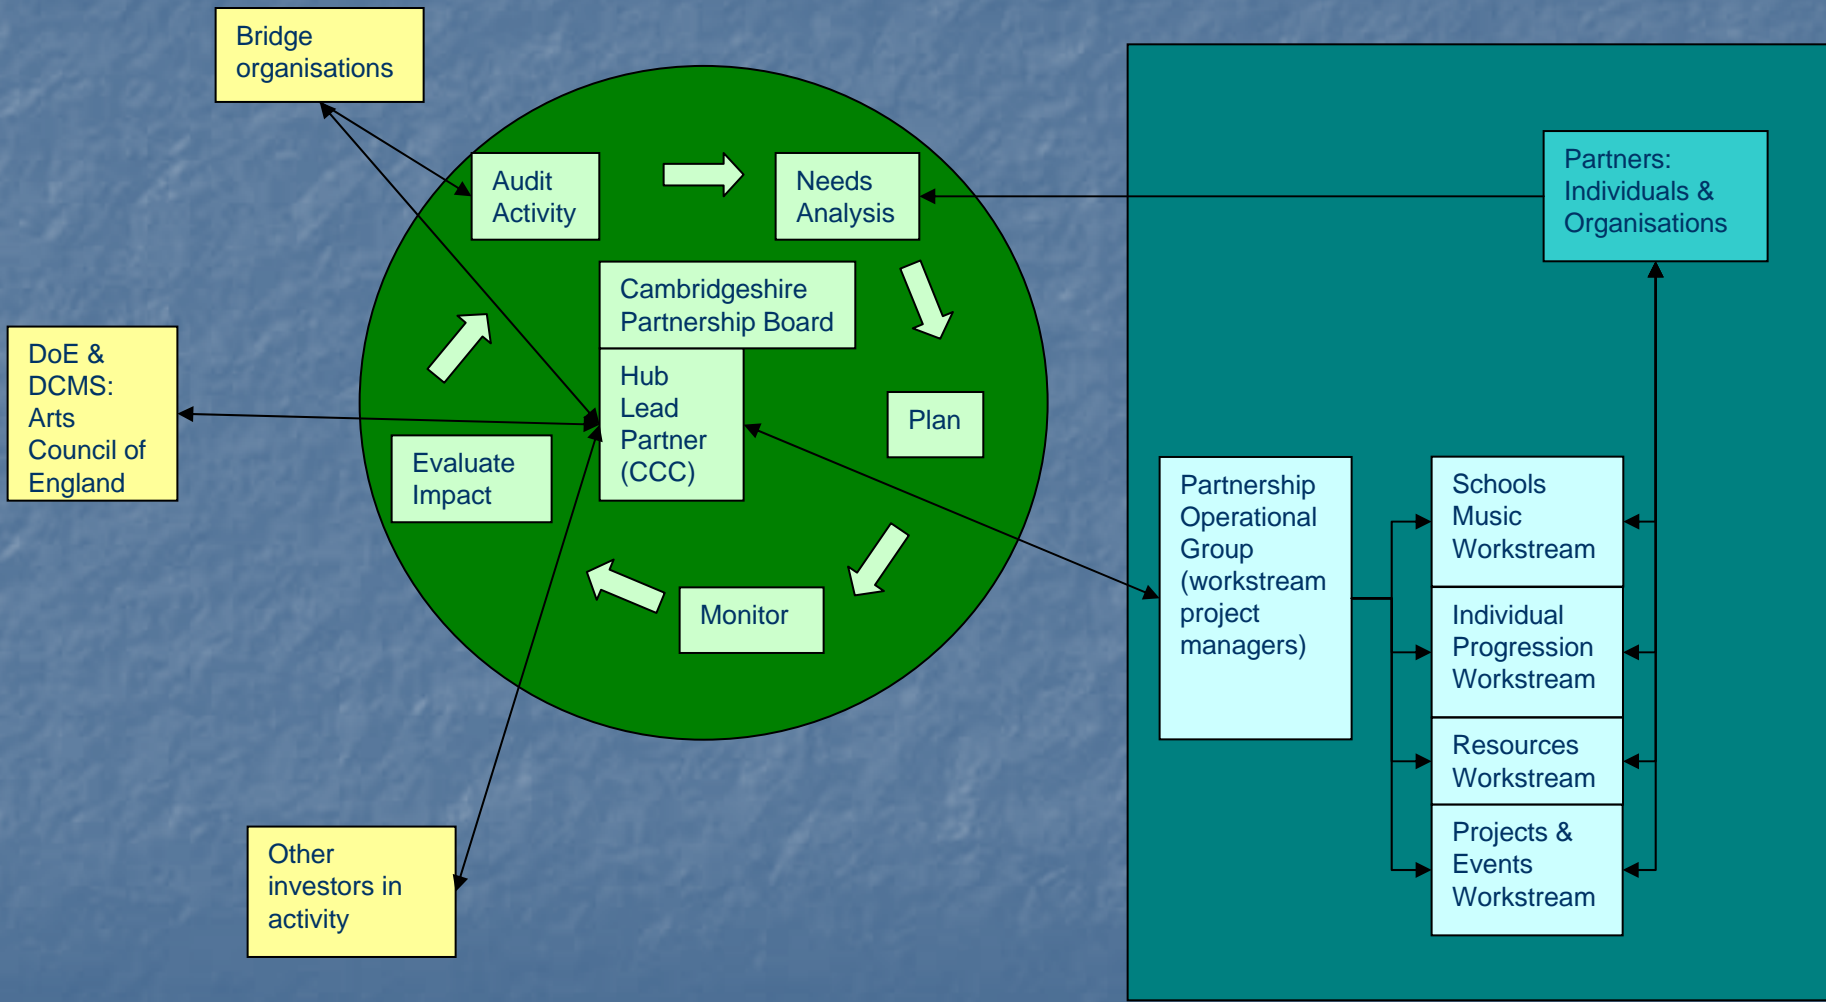 Bridge
organisations
Audit
Activity
Needs
Analysis
Partners:
Individuals &
Organisations
Cambridgeshire
Partnership Board
DoE &
DCMS:
Arts
Council of
England
Hub
Lead
Partner
(CCC)
Plan
Evaluate
Impact
Monitor
Partnership
Operational
Group
(workstream
project
managers)
Schools
Music
Workstream
Individual
Progression
Workstream
Resources
Workstream
Projects &
Events
Workstream
Other
investors in
activity